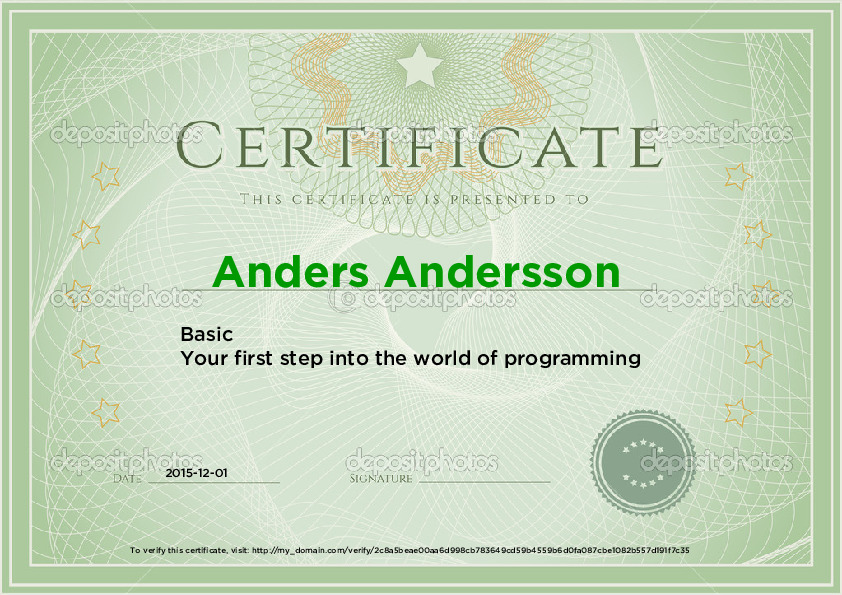 CERTIFICATE
THIS CERTIFICATE IS PRESENTED TO
Anders Andersson
Basic
Your first step into the world of programming
DATE 2015-12-01 SIGNATURE
To verify this certificate, visit: http://my_domain.com/verify/2c8a5beae00aa6d998cb783649cd59b4559b6d0fa087cbe1082b557d191f7c35
depositphotos depositphotos depositphotos
depositphotos © depositphotos depositphotos
depositphotos depositphotos depositphotos